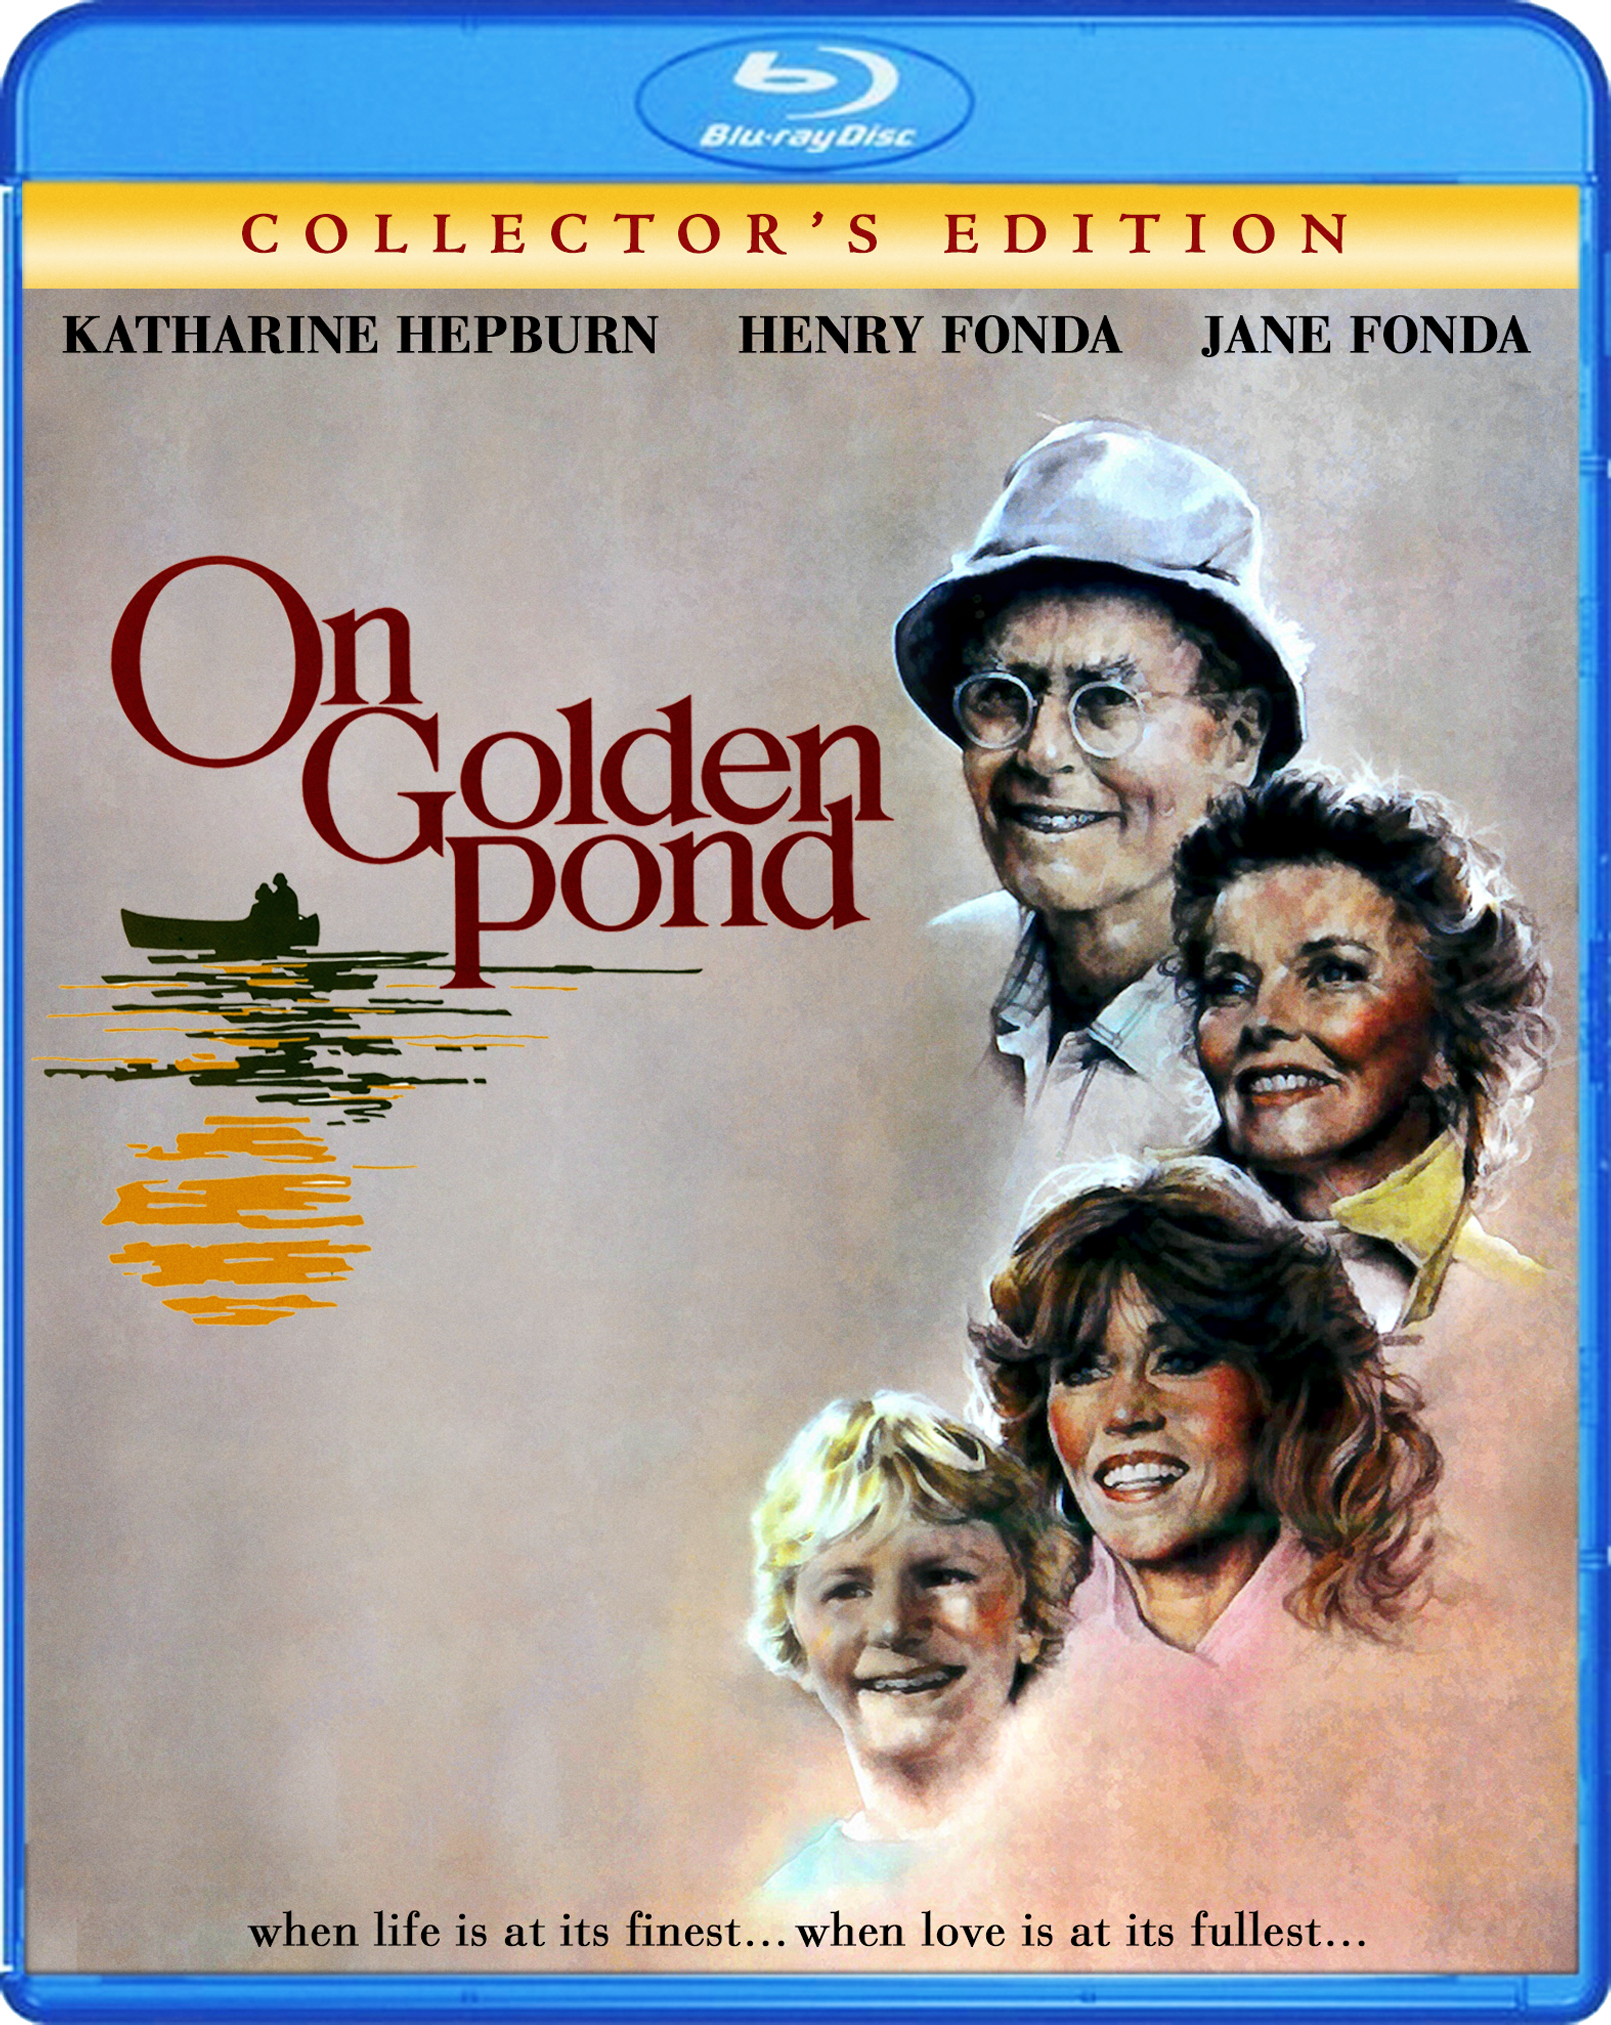 Blu-ray Disc
COLLECTOR'S EDITION
KATHARINE HEPBURN HENRY FONDA JANE FONDA
On
Golden
pond
when life is at its finest... when love is at its fullest...